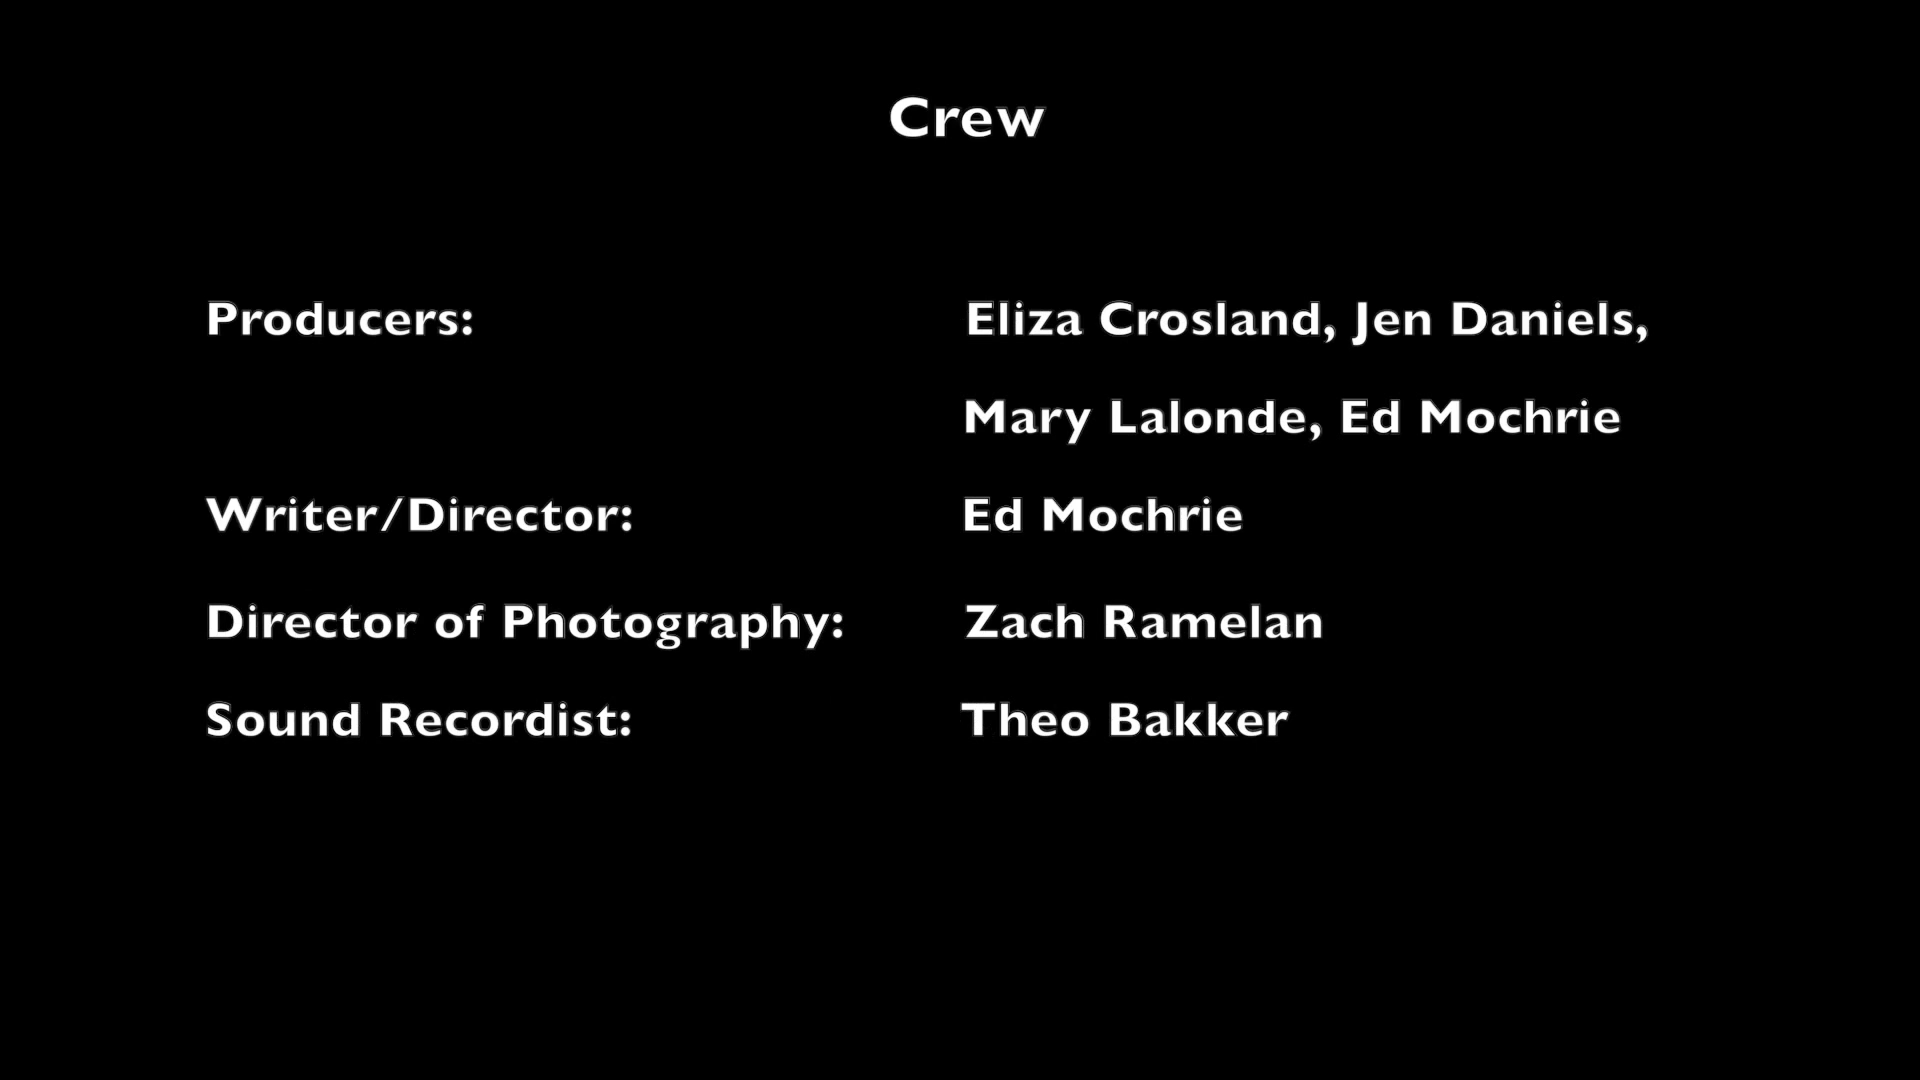 Crew
Producers: Eliza Crosland, Jen Daniels,
Mary Lalonde, Ed Mochrie
Writer/Director: Ed Mochrie
Director of Photography: Zach Ramelan
Sound Recordist: Theo Bakker